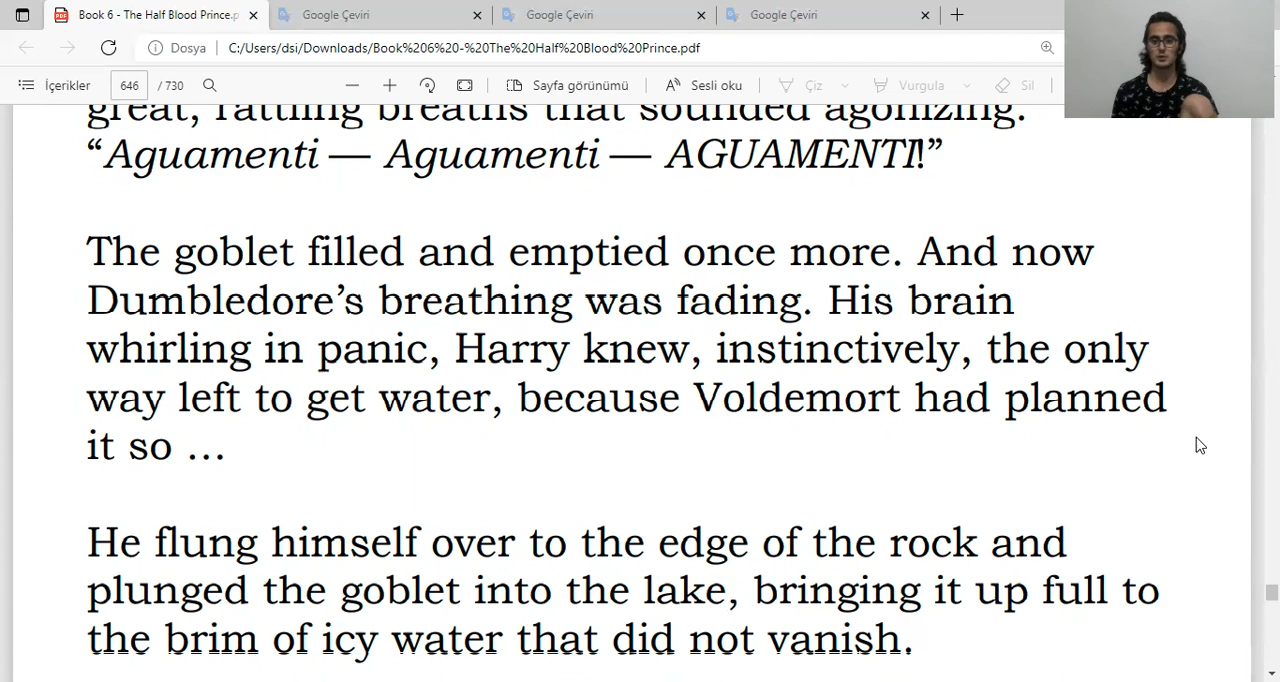 Book 6 - The Half Blood Prince.p
Google Çeviri
Google Çeviri
Google Çeviri
Dosya
C:/Users/dsi/Downloads/Book%206%20-%20The%20Half%20Blood%20Prince.pdf
İçerikler
646 / 730
Sayfa görünümü
Sesli oku
Çiz
Vurgula
Sil
great, rattling breaths that sounded agonizing.
“Aguamenti — Aguamenti — AGUAMENTI!”
The goblet filled and emptied once more. And now
Dumbledore’s breathing was fading. His brain
whirling in panic, Harry knew, instinctively, the only
way left to get water, because Voldemort had planned
it so …
He flung himself over to the edge of the rock and
plunged the goblet into the lake, bringing it up full to
the brim of icy water that did not vanish.